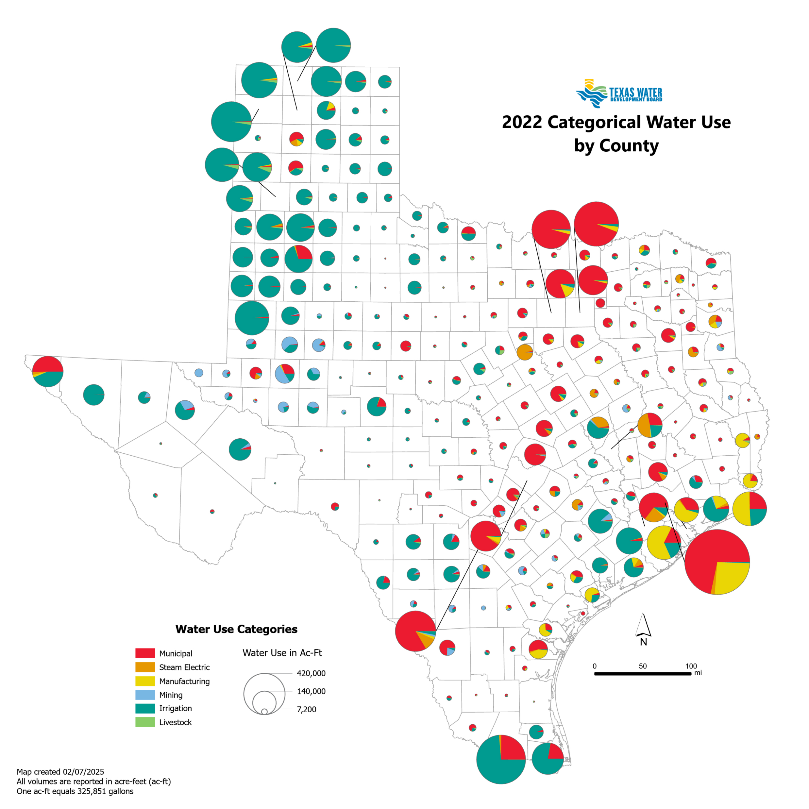 TEXAS WATER
DEVELOPMENT BOARD
2022 Categorical Water Use
by County
Water Use Categories
Municipal
Steam Electric
Manufacturing
Mining
Irrigation
Livestock
Water Use in Ac-Ft
420,000
140,000
7,200
N
0 50 100
mi
Map created 02/07/2025
All volumes are reported in acre-feet (ac-ft)
One ac-ft equals 325,851 gallons